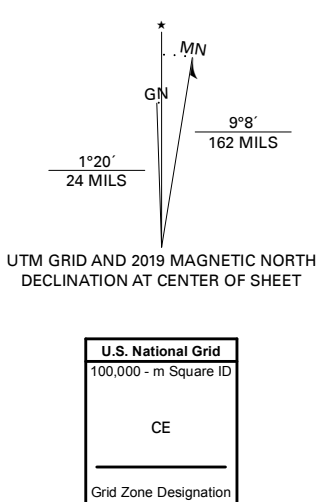 ★
MN
GN
9°8´
162 MILS
1°20´
24 MILS
UTM GRID AND 2019 MAGNETIC NORTH
DECLINATION AT CENTER OF SHEET
U.S. National Grid
100,000 - m Square ID
CE
Grid Zone Designation